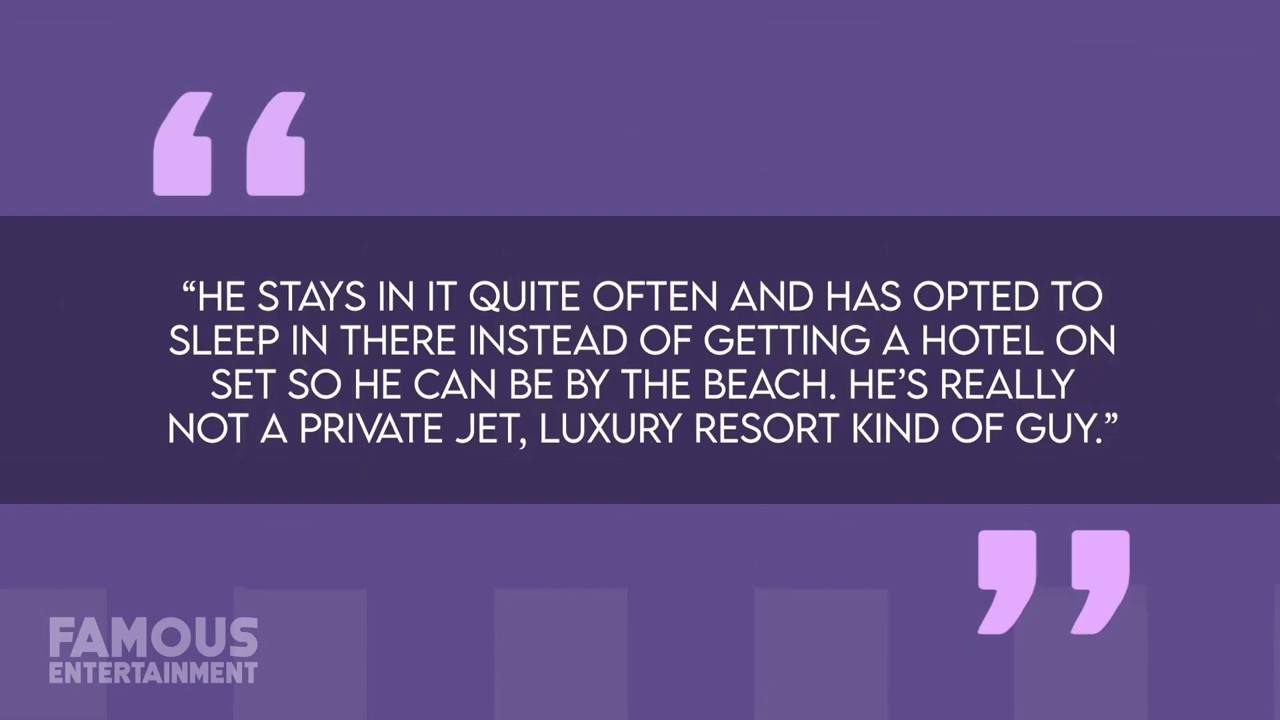 “HE STAYS IN IT QUITE OFTEN AND HAS OPTED TO
SLEEP IN THERE INSTEAD OF GETTING A HOTEL ON
SET SO HE CAN BE BY THE BEACH. HE’S REALLY
NOT A PRIVATE JET, LUXURY RESORT KIND OF GUY.”
FAMOUS
ENTERTAINMENT